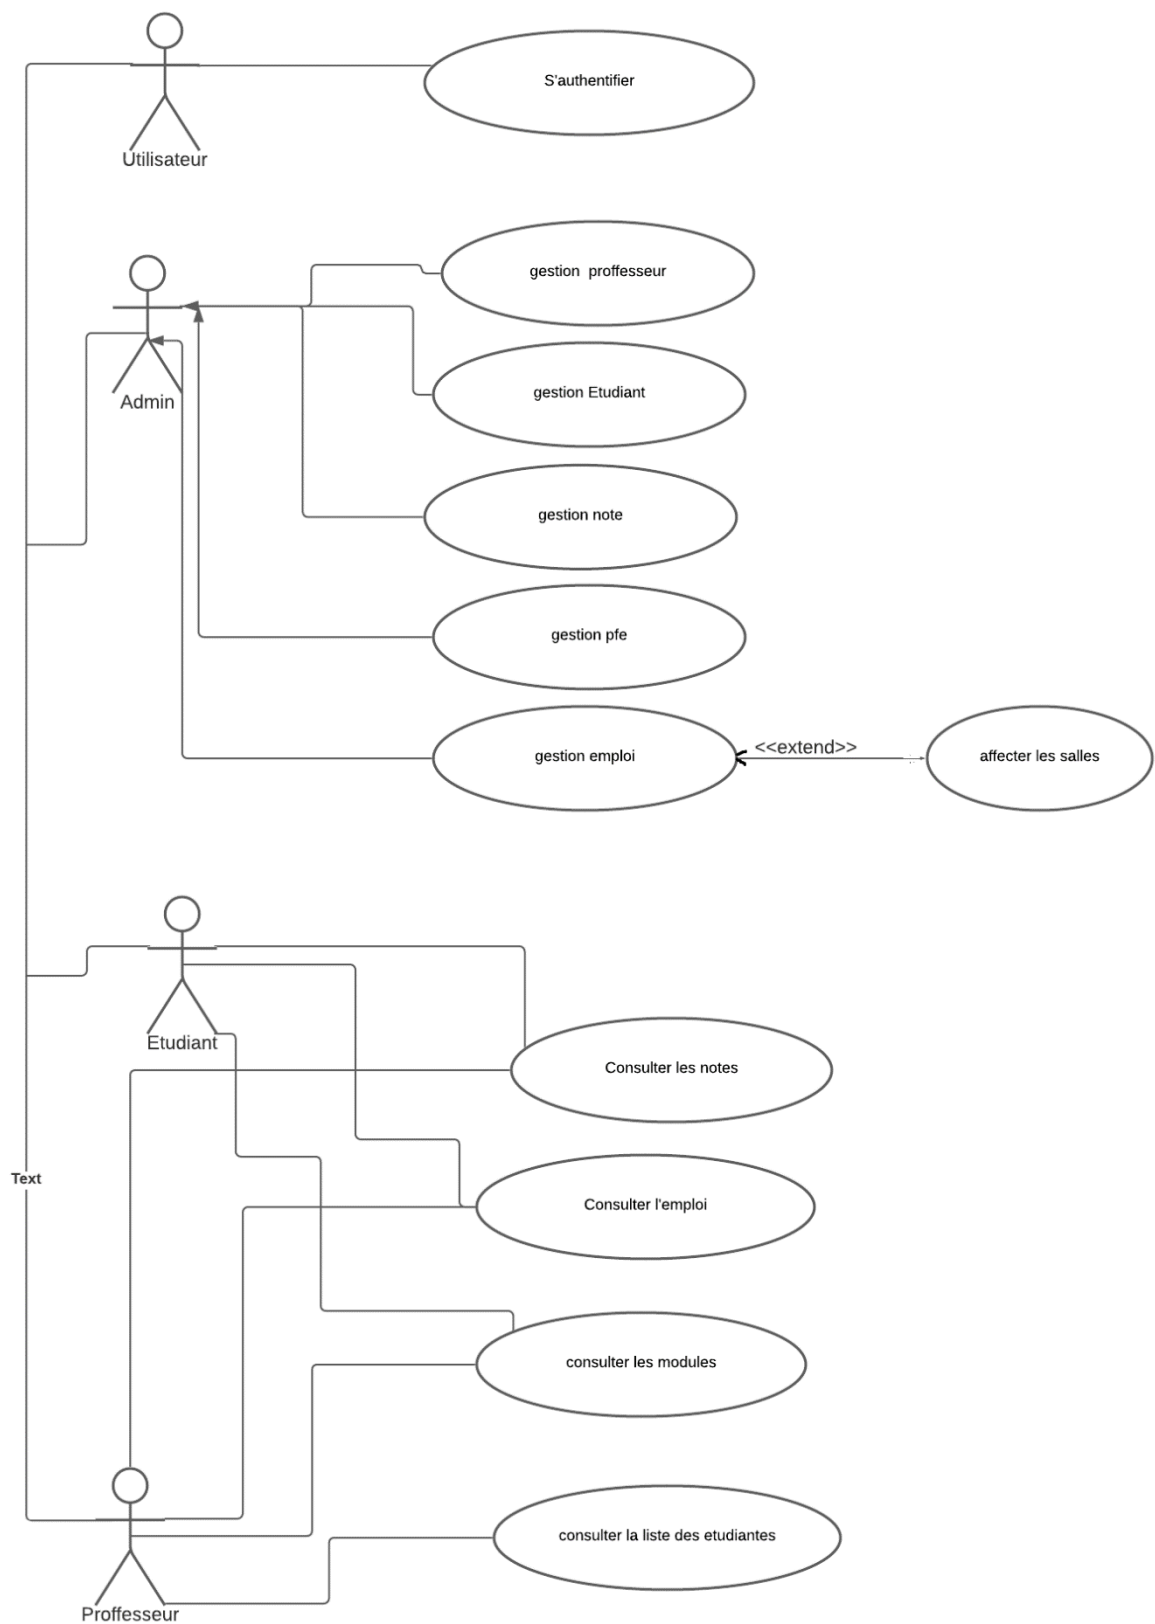 S'authentifier
Utilisateur
gestion  proffesseur
gestion Etudiant
Admin
gestion note
gestion pfe
<<extend>>
gestion emploi
affecter les salles
Etudiant
Consulter les notes
Text
Consulter l'emploi
consulter les modules
consulter la liste des etudiantes
Proffesseur